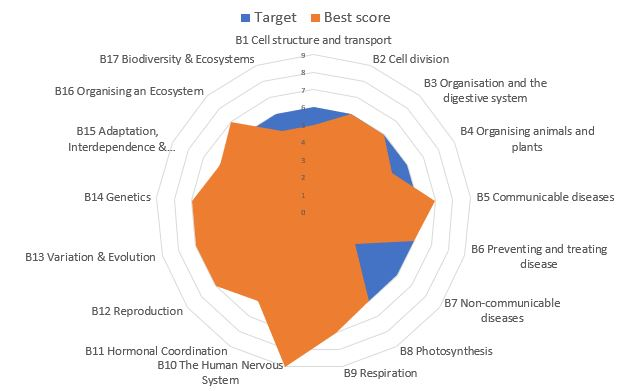 Target
Best score
B1 Cell structure and transport
B2 Cell division
B3 Organisation and the
digestive system
B4 Organising animals and
plants
B5 Communicable diseases
B6 Preventing and treating
disease
B7 Non-communicable
diseases
B8 Photosynthesis
B9 Respiration
B10 The Human Nervous
System
B11 Hormonal Coordination
B12 Reproduction
B13 Variation & Evolution
B14 Genetics
B15 Adaptation,
Interdependence &...
B16 Organising an Ecosystem
B17 Biodiversity & Ecosystems
9
8
7
6
5
4
3
2
1
0